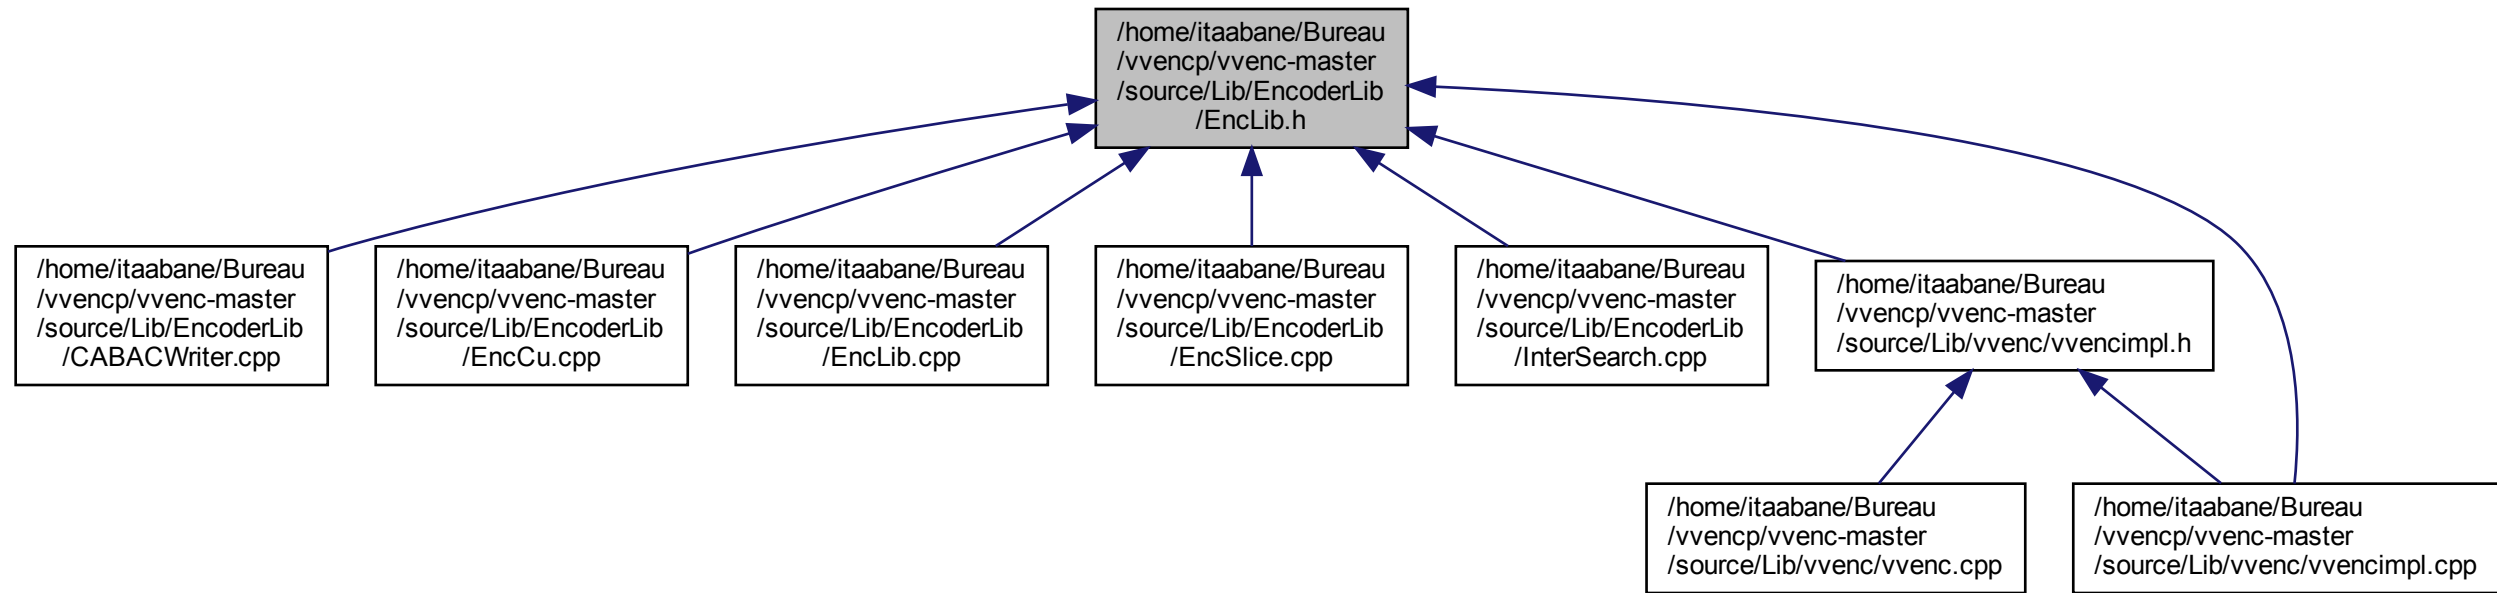 /home/itaabane/Bureau
/vvencp/vvenc-master
/source/Lib/EncoderLib
/EncLib.h
/home/itaabane/Bureau
/vvencp/vvenc-master
/source/Lib/EncoderLib
/CABACWriter.cpp
/home/itaabane/Bureau
/vvencp/vvenc-master
/source/Lib/EncoderLib
/EncCu.cpp
/home/itaabane/Bureau
/vvencp/vvenc-master
/source/Lib/EncoderLib
/EncLib.cpp
/home/itaabane/Bureau
/vvencp/vvenc-master
/source/Lib/EncoderLib
/EncSlice.cpp
/home/itaabane/Bureau
/vvencp/vvenc-master
/source/Lib/EncoderLib
/InterSearch.cpp
/home/itaabane/Bureau
/vvencp/vvenc-master
/source/Lib/vvenc/vvencimpl.h
/home/itaabane/Bureau
/vvencp/vvenc-master
/source/Lib/vvenc/vvenc.cpp
/home/itaabane/Bureau
/vvencp/vvenc-master
/source/Lib/vvenc/vvencimpl.cpp